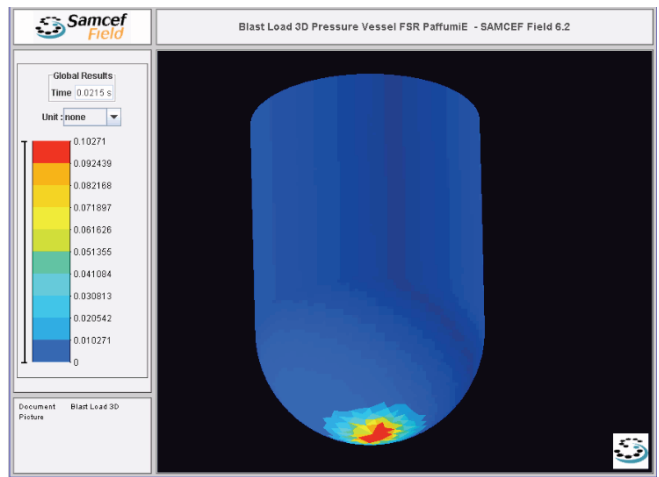 Samcef
Field
Blast Load 3D Pressure Vessel FSR PaffumiE - SAMCEF Field 6.2
Global Results
Time 0.0215 s
Unit : none
0.10271
0.092439
0.082168
0.071897
0.061626
0.051355
0.041084
0.030813
0.020542
0.010271
0
Document Blast Load 3D
Picture